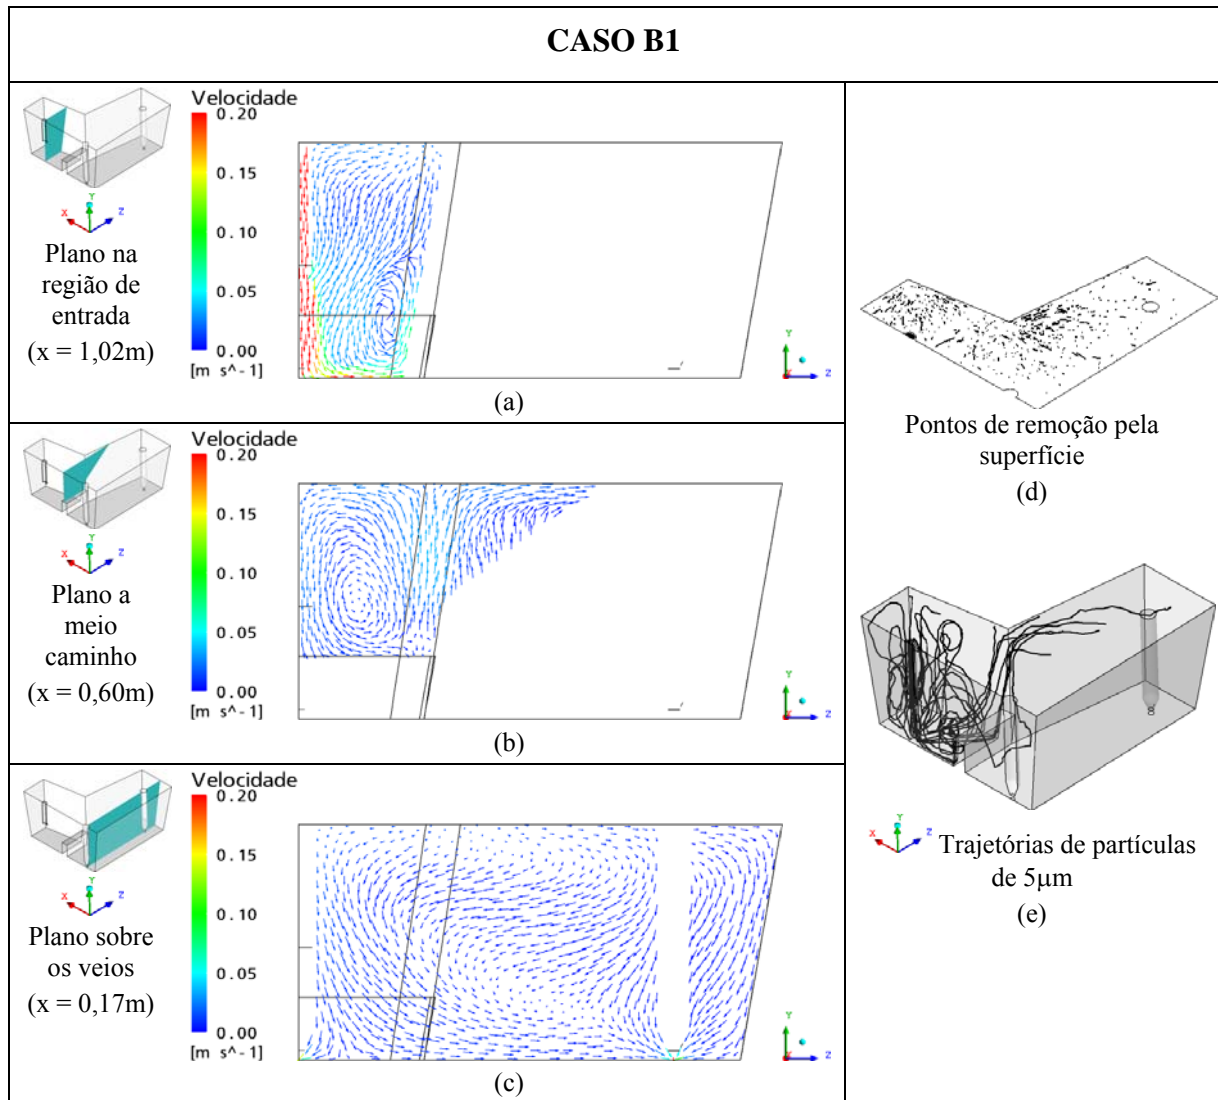 CASO B1
Velocidade
0.20
0.15
0.10
0.05
0.00
[m s^-1]
X
Y
Z
Plano na
região de
entrada
(x = 1,02m)
Y
X
Z
(a)
Velocidade
0.20
0.15
0.10
0.05
0.00
[m s^-1]
X
Y
Z
Plano a
meio
caminho
(x = 0,60m)
Y
X
Z
(b)
Velocidade
0.20
0.15
0.10
0.05
0.00
[m s^-1]
X
Y
Z
Plano sobre
os veios
(x = 0,17m)
Y
X
Z
(c)
Pontos de remoção pela
superfície
(d)
X
Y
Z
Trajetórias de partículas
de 5µm
(e)